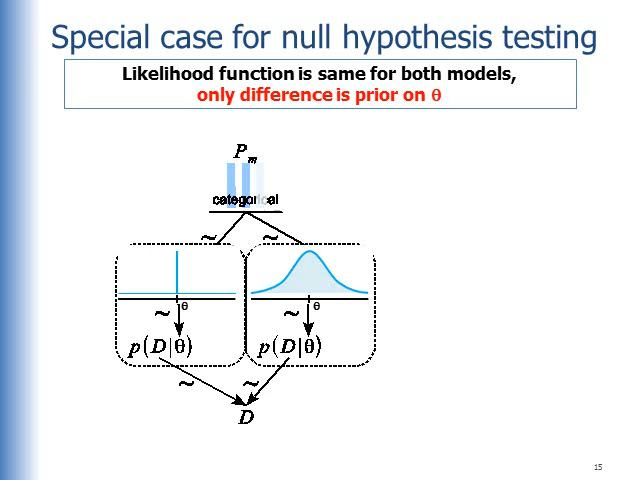 Special case for null hypothesis testing
Likelihood function is same for both models,
only difference is prior on θ
Pm
categorical
~ ~
θ θ
~ ~
p(D|θ) p(D|θ)
~ ~
D
15